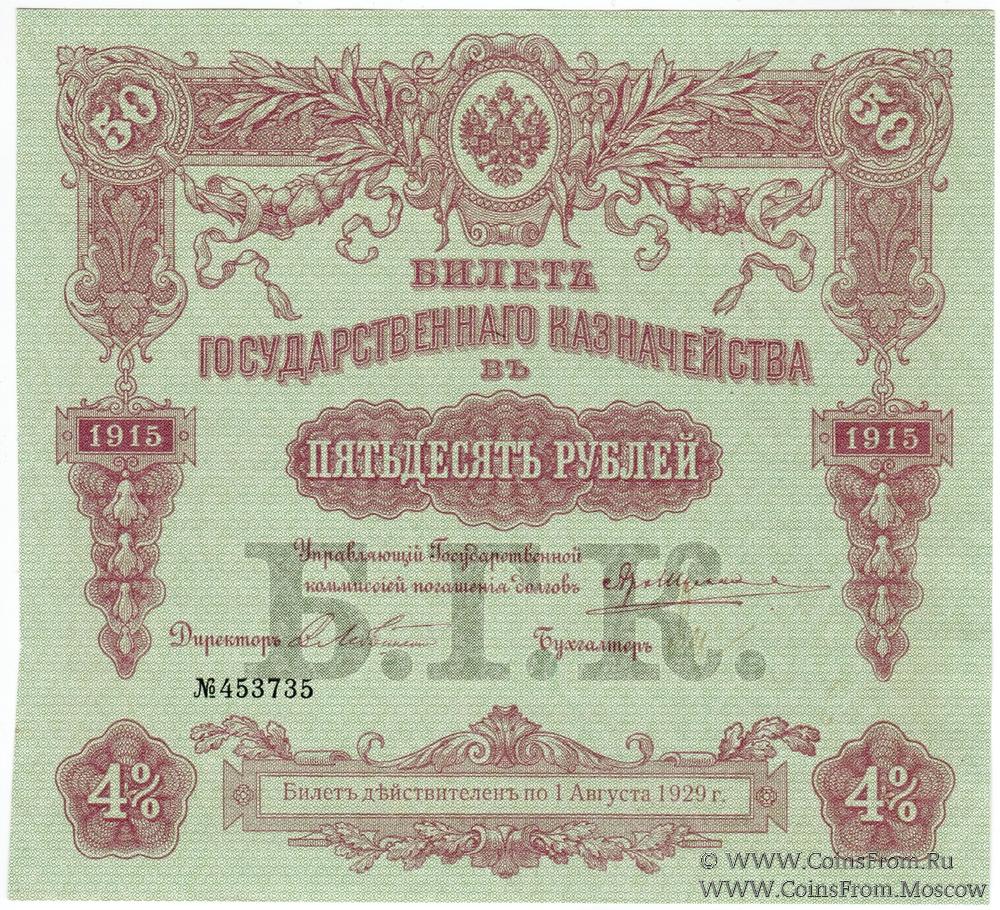 50 50
БИЛЕТЪ
ГОСУДАРСТВЕННАГО КАЗНАЧЕЙСТВА
ВЪ
1915 1915
ПЯТЬДЕСЯТЪ РУБЛЕЙ
Управляющій Государственной
коммиссіей погашенія долговъ
Директоръ Бухгалтеръ
Б.Г.К.
№453735
4% 4%
Билетъ дѣйствителенъ по 1 Августа 1929 г.
© WWW.CoinsFrom.Ru
WWW.CoinsFrom.Moscow